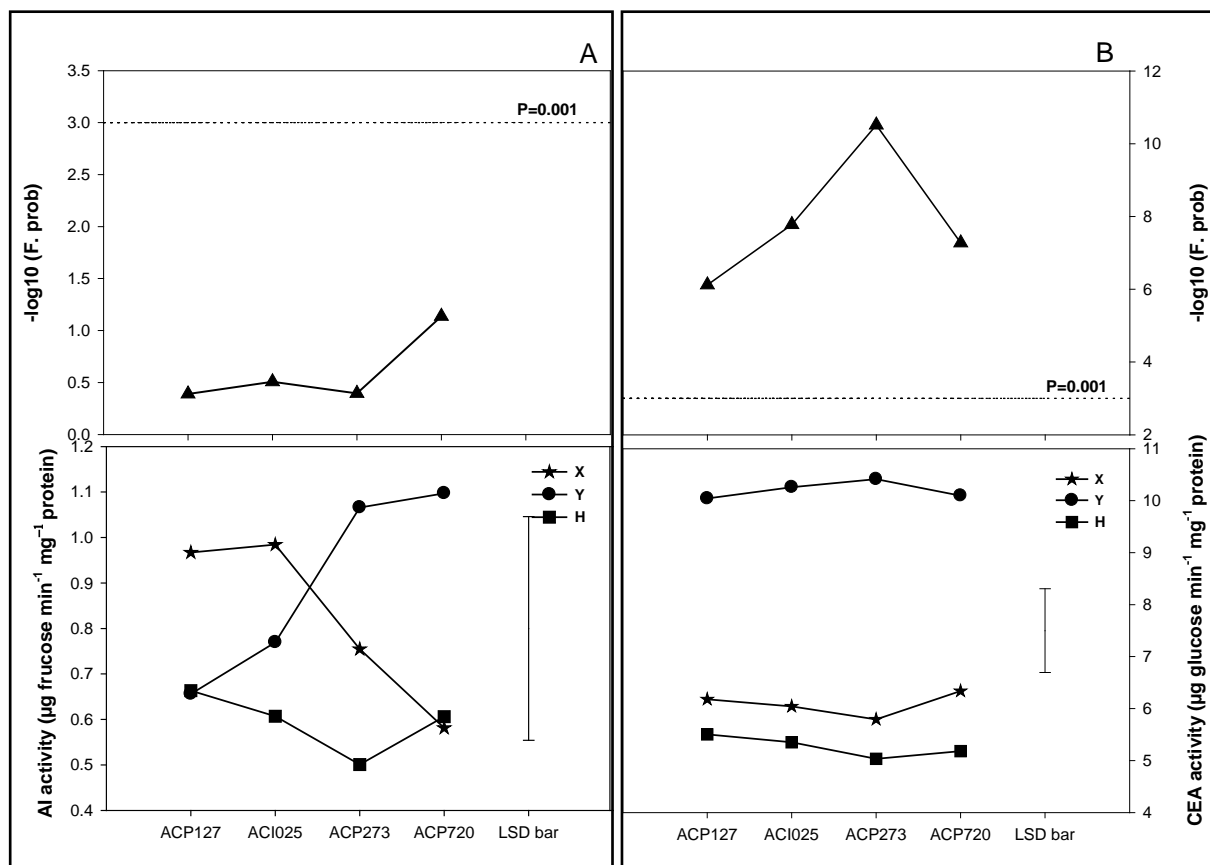 A
3.5
3.0
2.5
2.0
1.5
1.0
0.5
0.0
-log10 (F. prob)
P=0.001
B
12
10
8
6
4
2
-log10 (F. prob)
P=0.001
1.2
1.1
1.0
0.9
0.8
0.7
0.6
0.5
0.4
AI activity (µg frucose min⁻¹ mg⁻¹ protein)
X
Y
H
ACP127 ACI025 ACP273 ACP720 LSD bar
X
Y
H
11
10
9
8
7
6
5
4
CEA activity (µg glucose min⁻¹ mg⁻¹ protein)
ACP127 ACI025 ACP273 ACP720 LSD bar